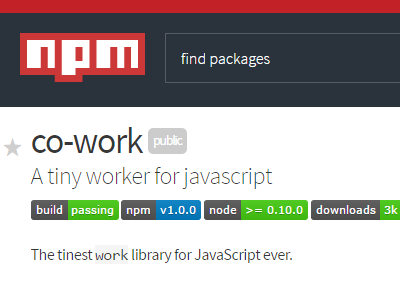 npm
find packages
co-work public
A tiny worker for javascript
build passing npm v1.0.0 node >= 0.10.0 downloads 3k
The tinest work library for JavaScript ever.